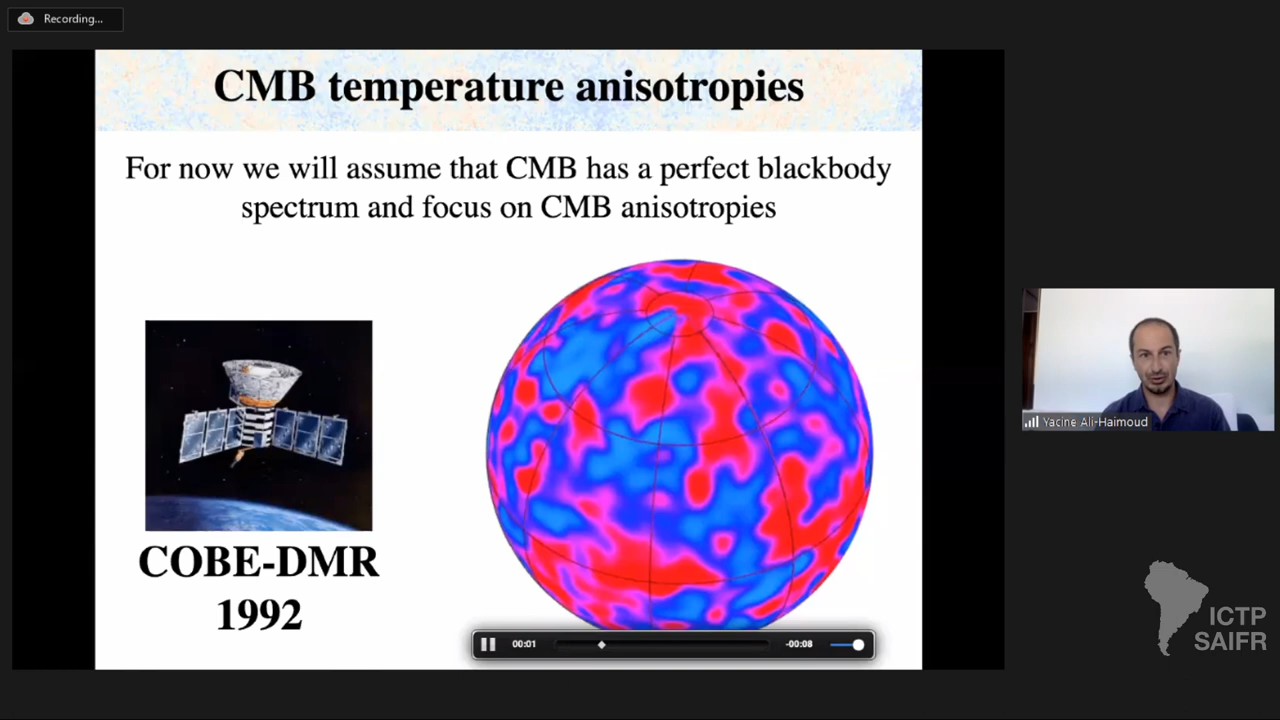 Recording...
CMB temperature anisotropies
For now we will assume that CMB has a perfect blackbody
spectrum and focus on CMB anisotropies
COBE-DMR
1992
00:01
-00:08
Yacine Ali-Haimoud
ICTP
SAIFR